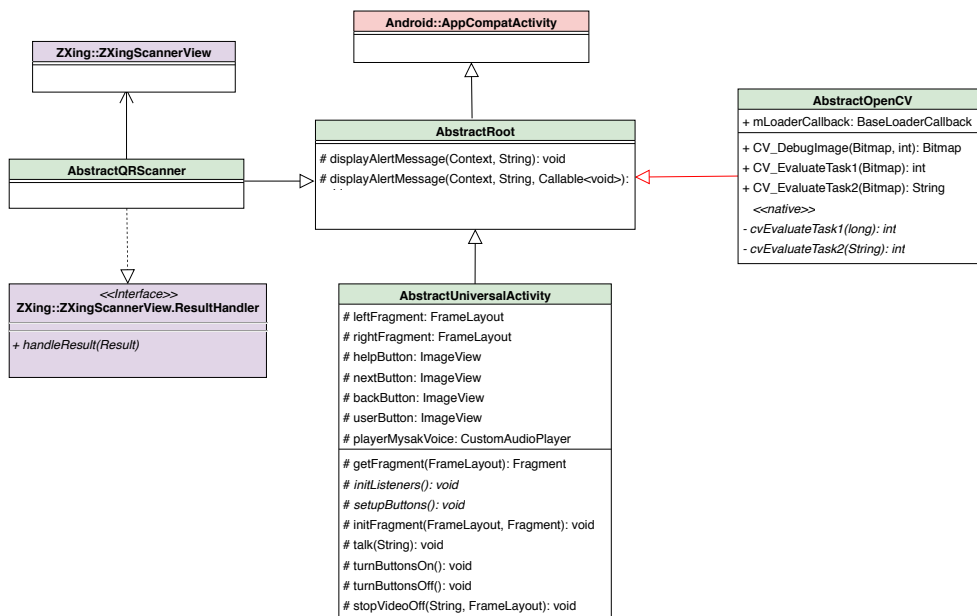 Android::AppCompatActivity
ZXing::ZXingScannerView
AbstractOpenCV
+ mLoaderCallback: BaseLoaderCallback
+ CV_DebugImage(Bitmap, int): Bitmap
+ CV_EvaluateTask1(Bitmap): int
+ CV_EvaluateTask2(Bitmap): String
<<native>>
- cvEvaluateTask1(long): int
- cvEvaluateTask2(String): int
AbstractRoot
# displayAlertMessage(Context, String): void
# displayAlertMessage(Context, String, Callable<void>):
AbstractQRScanner
<<Interface>>
ZXing::ZXingScannerView.ResultHandler
+ handleResult(Result)
AbstractUniversalActivity
# leftFragment: FrameLayout
# rightFragment: FrameLayout
# helpButton: ImageView
# nextButton: ImageView
# backButton: ImageView
# userButton: ImageView
# playerMysakVoice: CustomAudioPlayer
# getFragment(FrameLayout): Fragment
# initListeners(): void
# setupButtons(): void
# initFragment(FrameLayout, Fragment): void
# talk(String): void
# turnButtonsOn(): void
# turnButtonsOff(): void
# stopVideoOff(String, FrameLayout): void